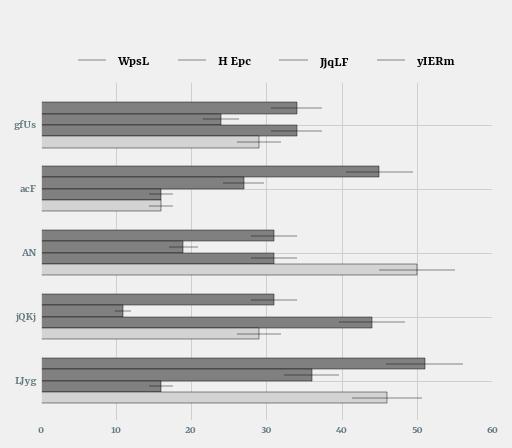 WpsL H Epc JjqLF yIERm
gfUs
acF
AN
jQKj
LJyg
0 10 20 30 40 50 60